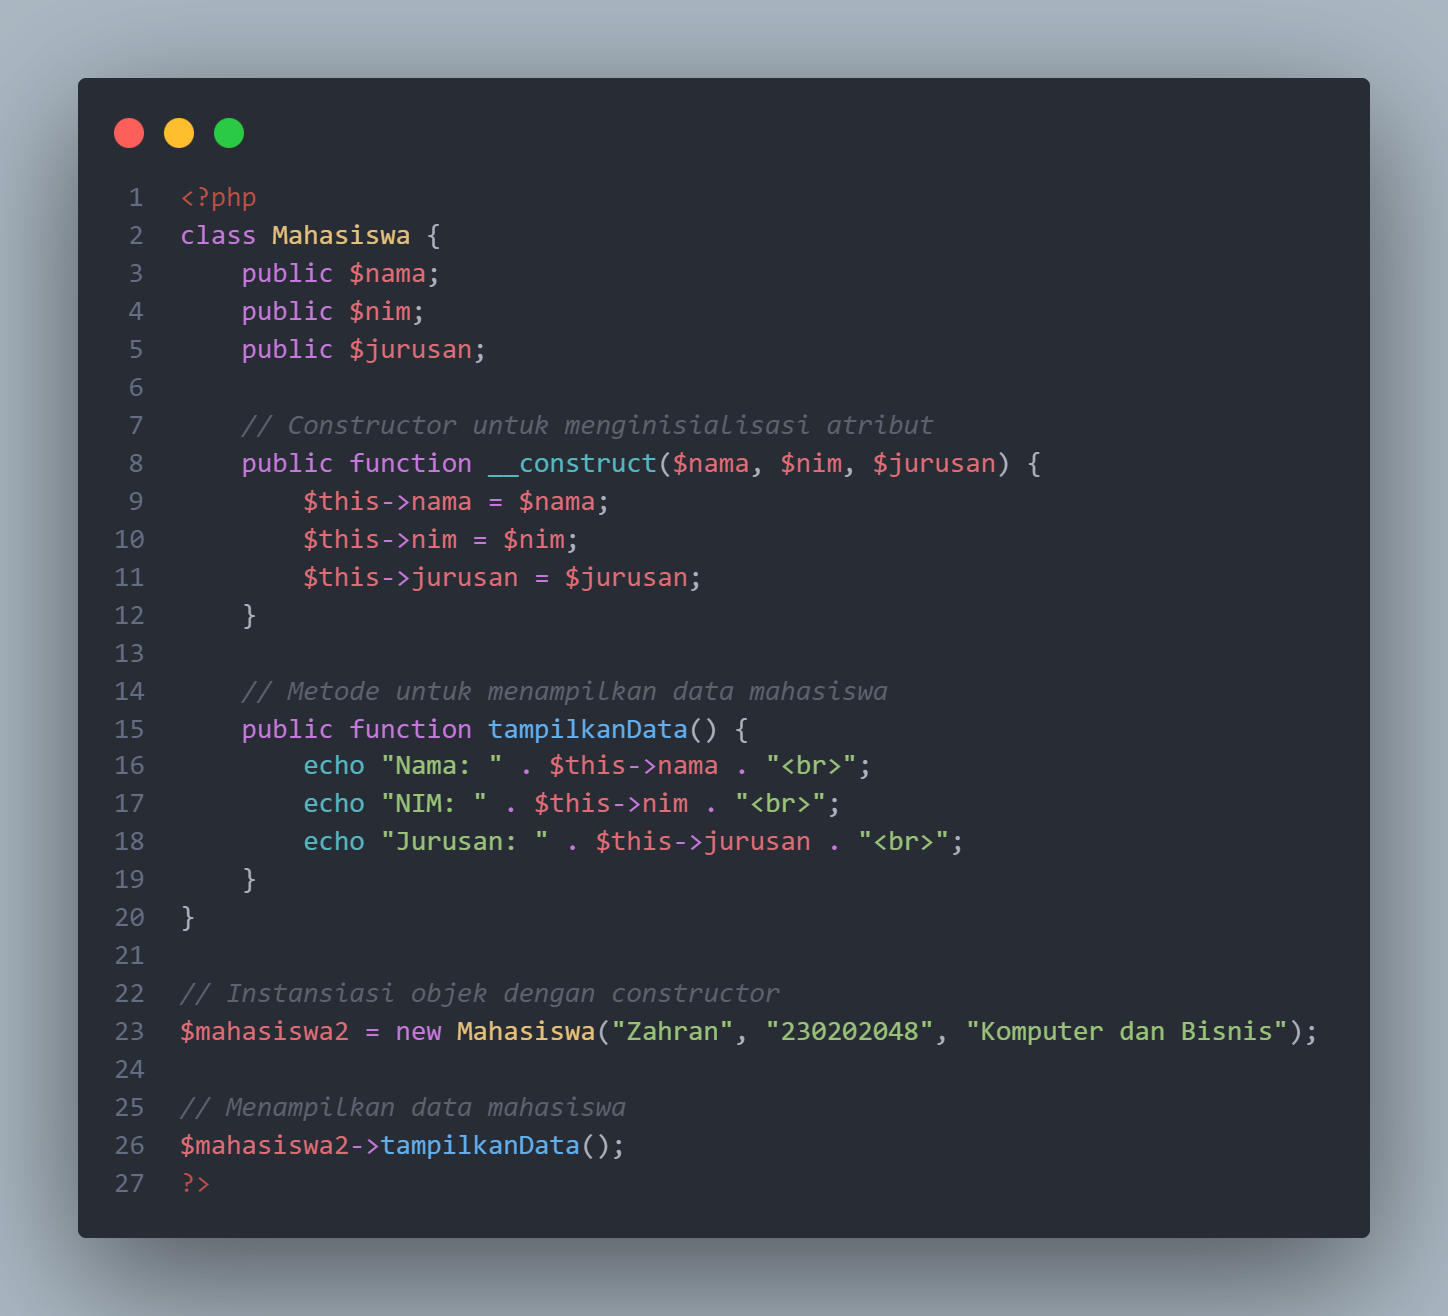 1 <?php
2 class Mahasiswa {
3     public $nama;
4     public $nim;
5     public $jurusan;
6
7     // Constructor untuk menginisialisasi atribut
8     public function __construct($nama, $nim, $jurusan) {
9         $this->nama = $nama;
10         $this->nim = $nim;
11         $this->jurusan = $jurusan;
12     }
13
14     // Metode untuk menampilkan data mahasiswa
15     public function tampilkanData() {
16         echo "Nama: " . $this->nama . "<br>";
17         echo "NIM: " . $this->nim . "<br>";
18         echo "Jurusan: " . $this->jurusan . "<br>";
19     }
20 }
21
22 // Instansiasi objek dengan constructor
23 $mahasiswa2 = new Mahasiswa("Zahran", "230202048", "Komputer dan Bisnis");
24
25 // Menampilkan data mahasiswa
26 $mahasiswa2->tampilkanData();
27 ?>